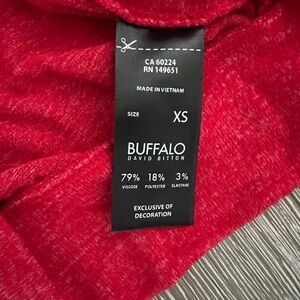 CA 60224
RN 149651
MADE IN VIETNAM
SIZE XS
BUFFALO
DAVID BITTON
79% 18% 3%
VISCOSE POLYESTER ELASTANE
EXCLUSIVE OF
DECORATION